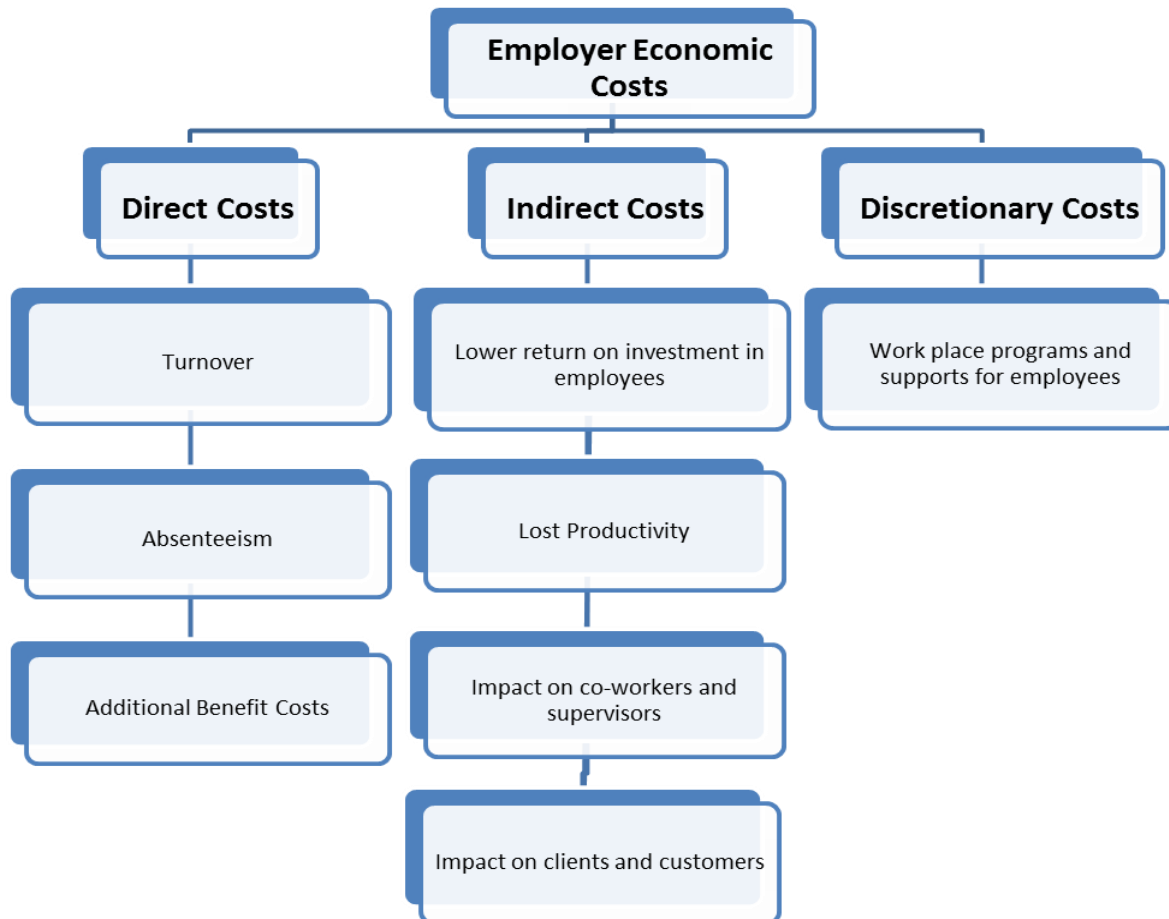 Employer Economic
Costs
Direct Costs
Indirect Costs
Discretionary Costs
Turnover
Lower return on investment in
employees
Work place programs and
supports for employees
Absenteeism
Lost Productivity
Additional Benefit Costs
Impact on co-workers and
supervisors
Impact on clients and customers